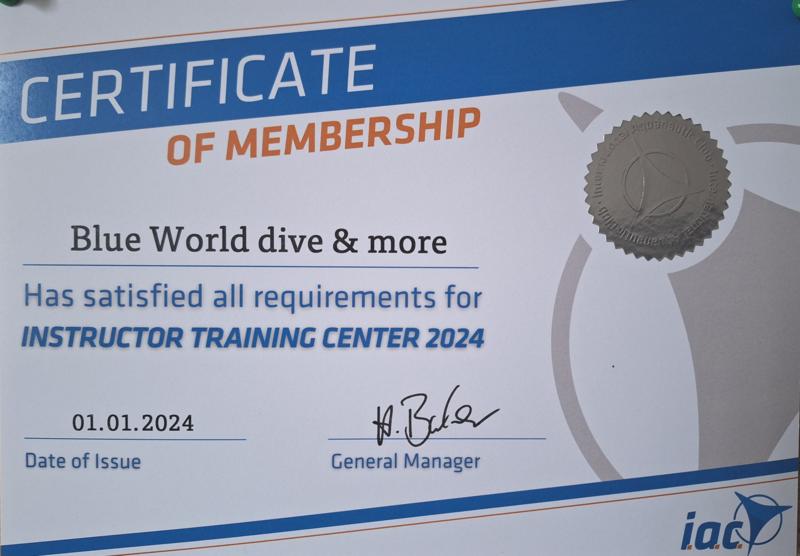 CERTIFICATE
OF MEMBERSHIP
Blue World dive & more
Has satisfied all requirements for
INSTRUCTOR TRAINING CENTER 2024
01.01.2024
H. Baker
Date of Issue
General Manager
i.a.c.